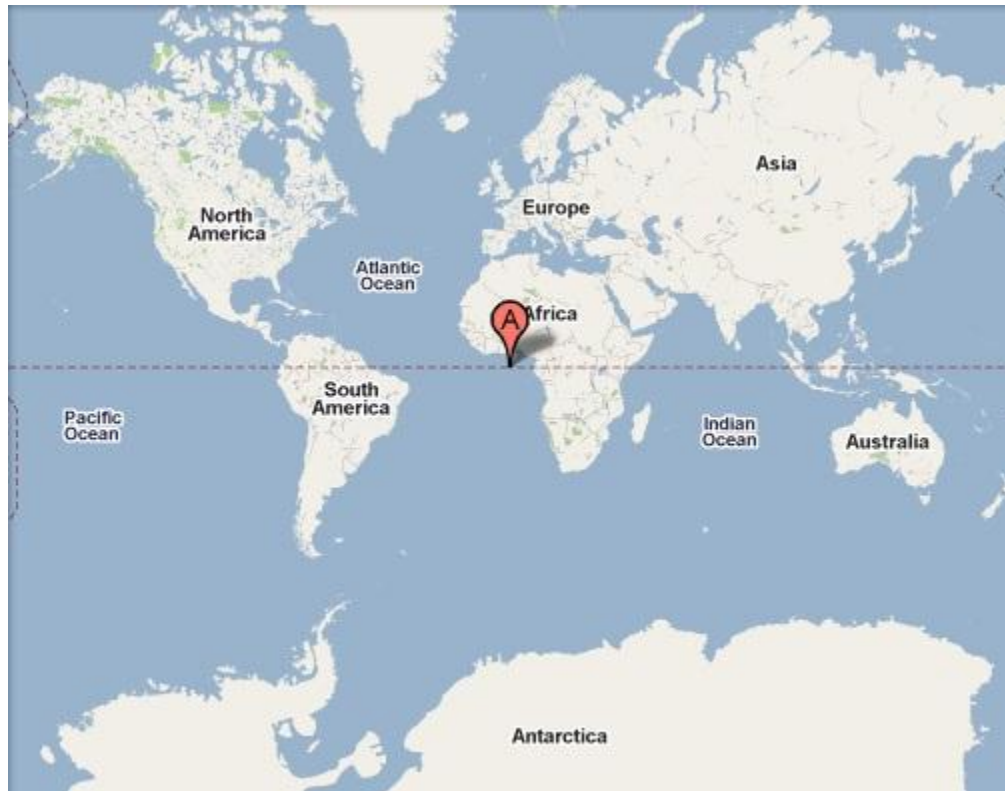 Asia
Europe
North
America
Atlantic
Ocean
A
Africa
South
America
Pacific
Ocean
Indian
Ocean
Australia
Antarctica